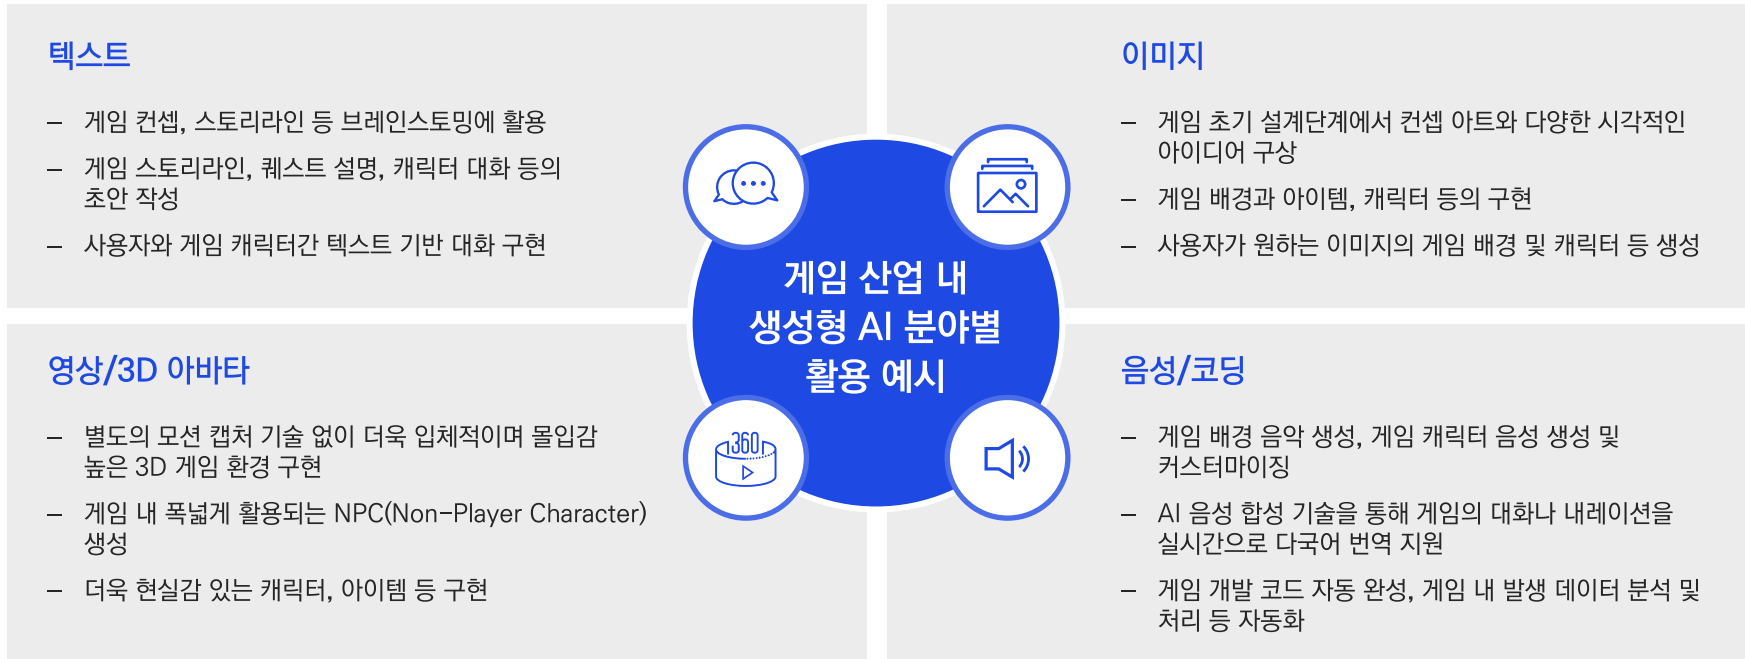 텍스트
– 게임 컨셉, 스토리라인 등 브레인스토밍에 활용
– 게임 스토리라인, 퀘스트 설명, 캐릭터 대화 등의
초안 작성
– 사용자와 게임 캐릭터간 텍스트 기반 대화 구현
이미지
– 게임 초기 설계단계에서 컨셉 아트와 다양한 시각적인
아이디어 구상
– 게임 배경과 아이템, 캐릭터 등의 구현
– 사용자가 원하는 이미지의 게임 배경 및 캐릭터 등 생성
게임 산업 내
생성형 AI 분야별
활용 예시
영상/3D 아바타
– 별도의 모션 캡처 기술 없이 더욱 입체적이며 몰입감
높은 3D 게임 환경 구현
– 게임 내 폭넓게 활용되는 NPC(Non-Player Character)
생성
– 더욱 현실감 있는 캐릭터, 아이템 등 구현
360
음성/코딩
– 게임 배경 음악 생성, 게임 캐릭터 음성 생성 및
커스터마이징
– AI 음성 합성 기술을 통해 게임의 대화나 내레이션을
실시간으로 다국어 번역 지원
– 게임 개발 코드 자동 완성, 게임 내 발생 데이터 분석 및
처리 등 자동화